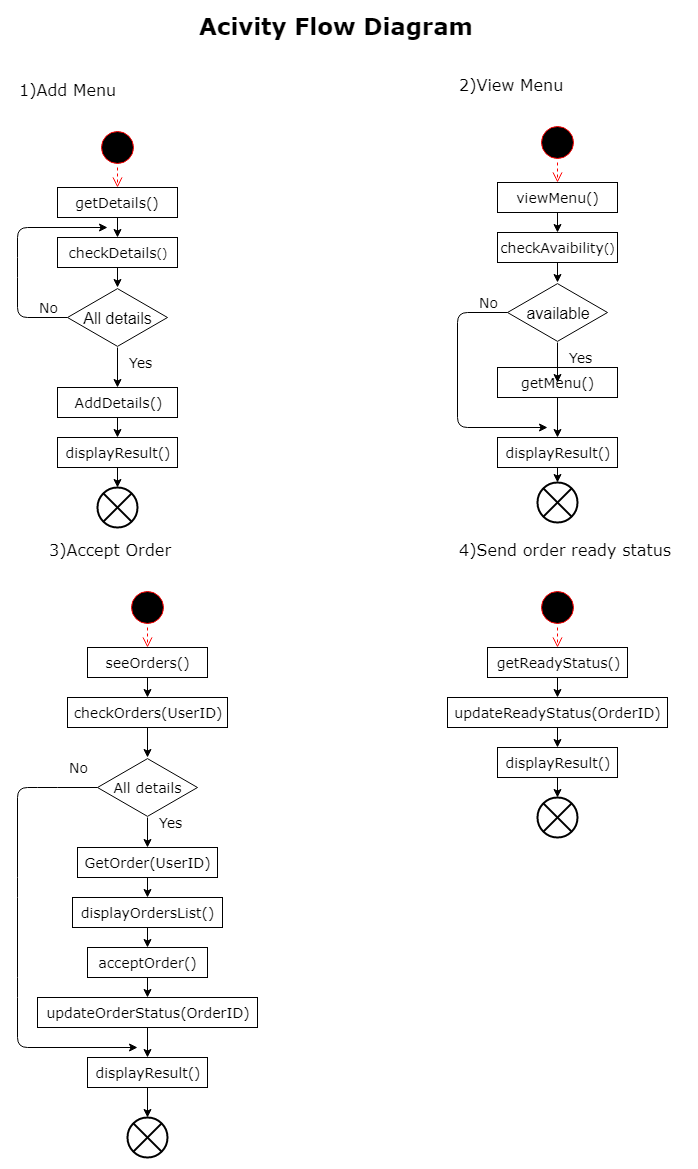 Acivity Flow Diagram
1)Add Menu
getDetails()
checkDetails()
No
All details
Yes
AddDetails()
displayResult()
2)View Menu
viewMenu()
checkAvaibility()
No
available
Yes
getMenu()
displayResult()
3)Accept Order
seeOrders()
checkOrders(UserID)
No
All details
Yes
GetOrder(UserID)
displayOrdersList()
acceptOrder()
updateOrderStatus(OrderID)
displayResult()
4)Send order ready status
getReadyStatus()
updateReadyStatus(OrderID)
displayResult()